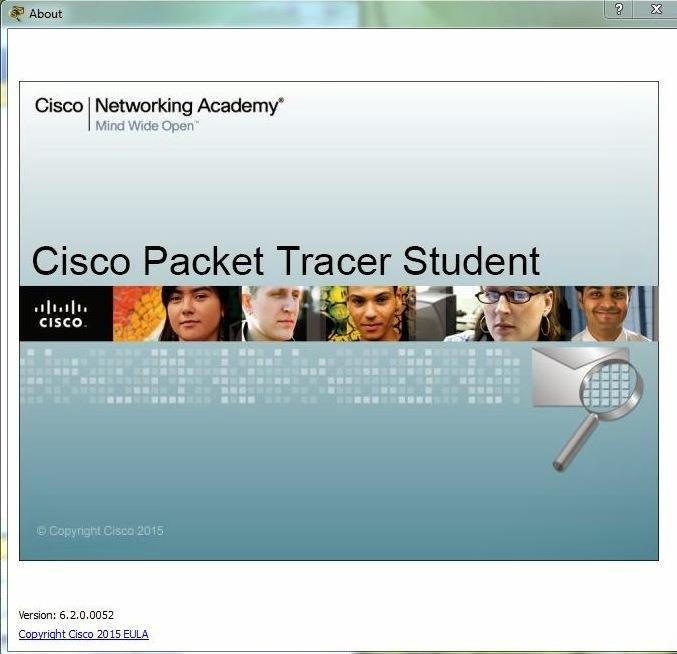 About
Cisco Networking Academy®
Mind Wide Open™
Cisco Packet Tracer Student
CISCO™
© Copyright Cisco 2015
Version: 6.2.0.0052
Copyright Cisco 2015 EULA